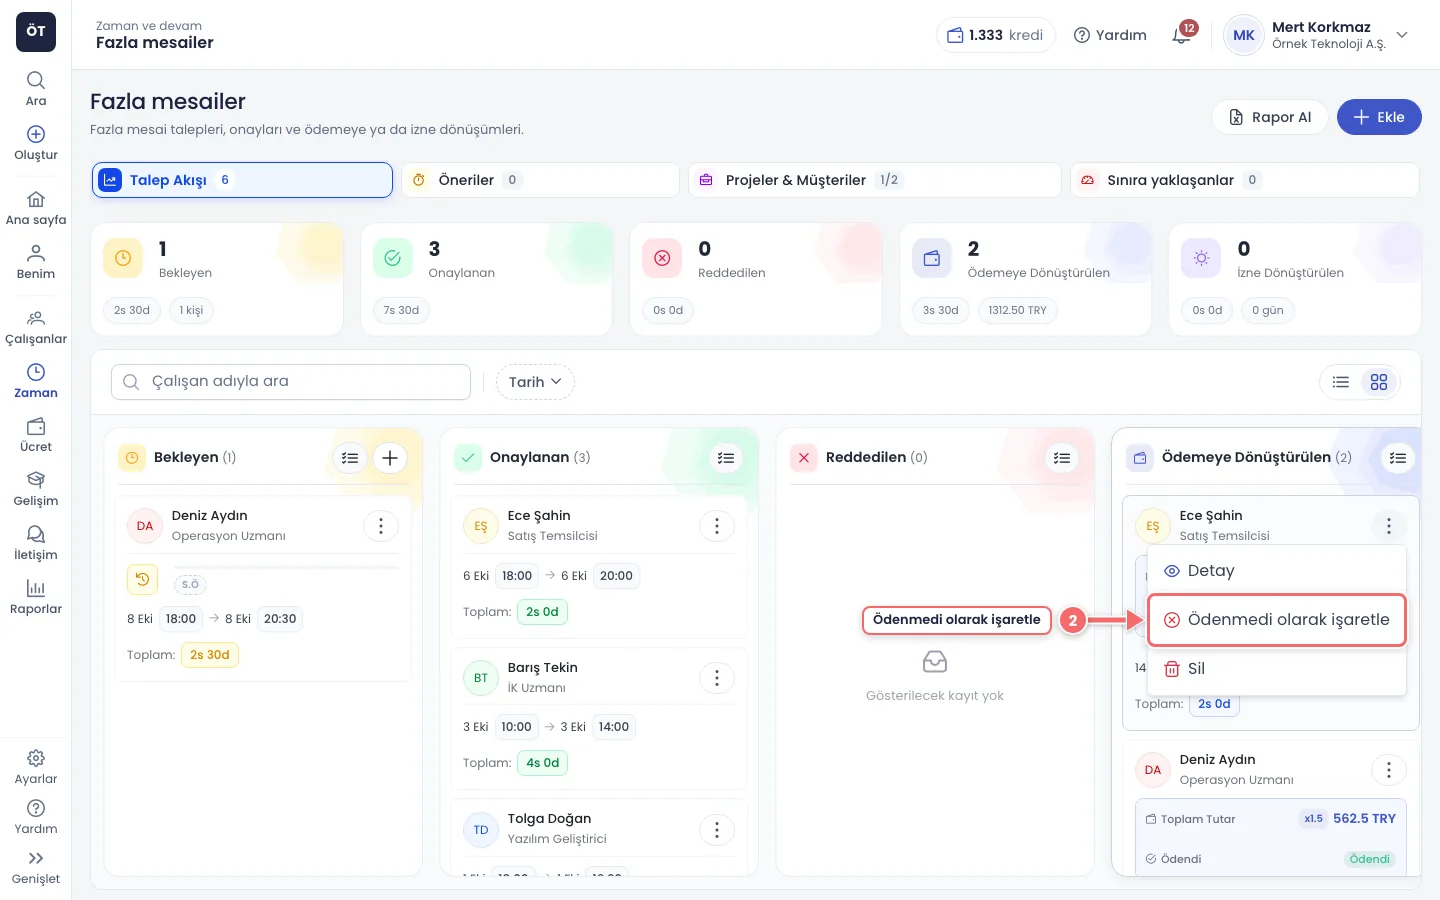 ÖT
Ara
Oluştur
Ana sayfa
Benim
Çalışanlar
Zaman
Ücret
Gelişim
İletişim
Raporlar
Ayarlar
Yardım
Genişlet
Zaman ve devam
Fazla mesailer
1.333 kredi
Yardım
12
MK
Mert Korkmaz
Örnek Teknoloji A.Ş.
Fazla mesailer
Fazla mesai talepleri, onayları ve ödemeye ya da izne dönüşümleri.
Rapor Al
Ekle
Talep Akışı 6
Öneriler 0
Projeler & Müşteriler 1/2
Sınıra yaklaşanlar 0
1
Bekleyen
2s 30d
1 kişi
3
Onaylanan
7s 30d
0
Reddedilen
0s 0d
2
Ödemeye Dönüştürülen
3s 30d
1312.50 TRY
0
İzne Dönüştürülen
0s 0d
0 gün
Çalışan adıyla ara
Tarih
Bekleyen (1)
DA
Deniz Aydın
Operasyon Uzmanı
S.Ö
8 Eki 18:00 → 8 Eki 20:30
Toplam: 2s 30d
Onaylanan (3)
EŞ
Ece Şahin
Satış Temsilcisi
6 Eki 18:00 → 6 Eki 20:00
Toplam: 2s 0d
BT
Barış Tekin
İK Uzmanı
3 Eki 10:00 → 3 Eki 14:00
Toplam: 4s 0d
TD
Tolga Doğan
Yazılım Geliştirici
Reddedilen (0)
Ödenmedi olarak işaretle
2
Gösterilecek kayıt yok
Ödemeye Dönüştürülen (2)
EŞ
Ece Şahin
Satış Temsilcisi
Detay
Ödenmedi olarak işaretle
Sil
14
Toplam: 2s 0d
DA
Deniz Aydın
Operasyon Uzmanı
Toplam Tutar x1.5 562.5 TRY
Ödendi Ödendi